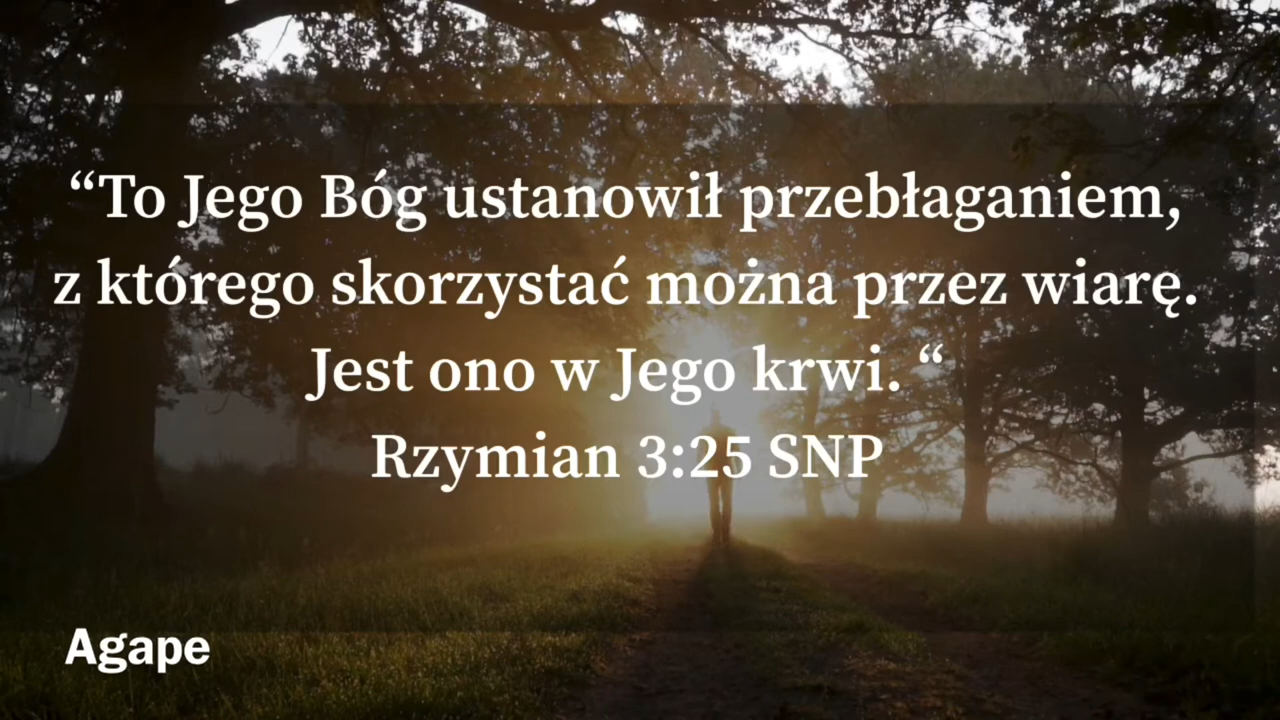 “To Jego Bóg ustanowił przebłaganiem,
z którego skorzystać można przez wiarę.
Jest ono w Jego krwi. “
Rzymian 3:25 SNP
Agape